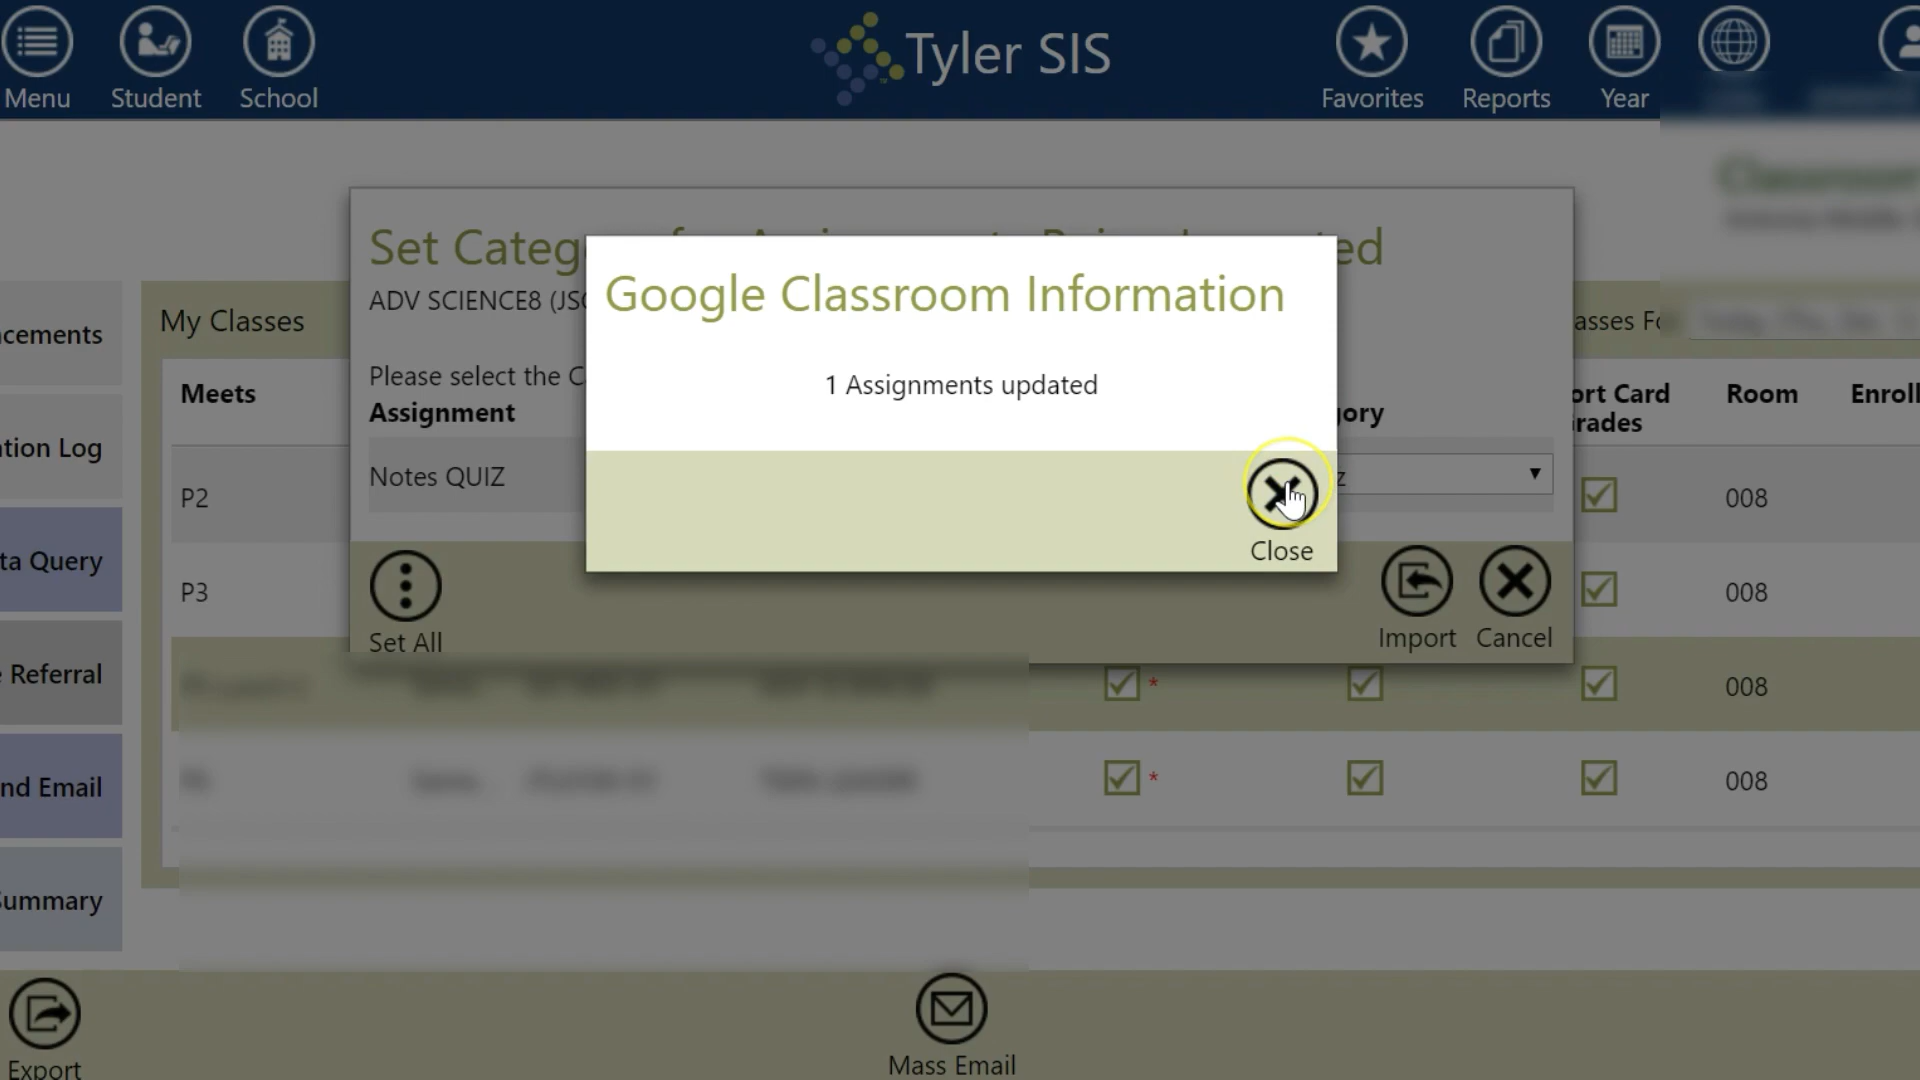 Menu
Student
School
Tyler SIS
Favorites
Reports
Year
Set Categ
ed
ADV SCIENCE8 (JS
Please select the C
Assignment
gory
Notes QUIZ
Set All
Import
Cancel
Google Classroom Information
1 Assignments updated
Close
cements
tion Log
ta Query
Referral
nd Email
Summary
My Classes
asses Fo
Meets
ort Card
rades
Room
Enroll
P2
008
P3
008
*
008
*
008
Export
Mass Email